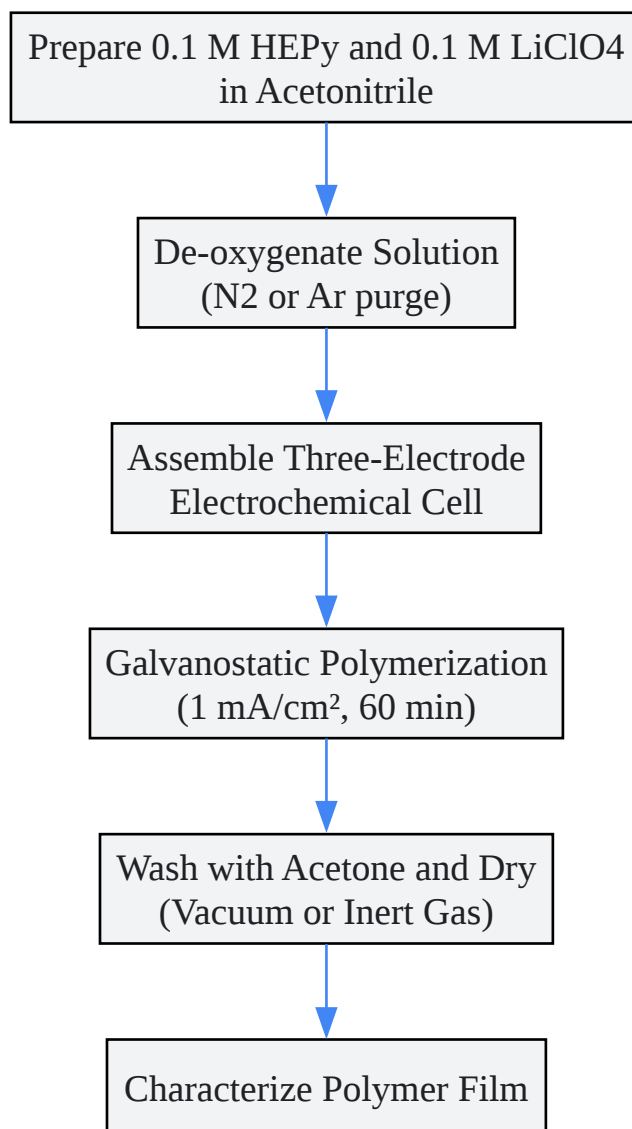 Prepare 0.1 M HEPy and 0.1 M LiClO4
in Acetonitrile
De-oxygenate Solution
(N2 or Ar purge)
Assemble Three-Electrode
Electrochemical Cell
Galvanostatic Polymerization
(1 mA/cm², 60 min)
Wash with Acetone and Dry
(Vacuum or Inert Gas)
Characterize Polymer Film